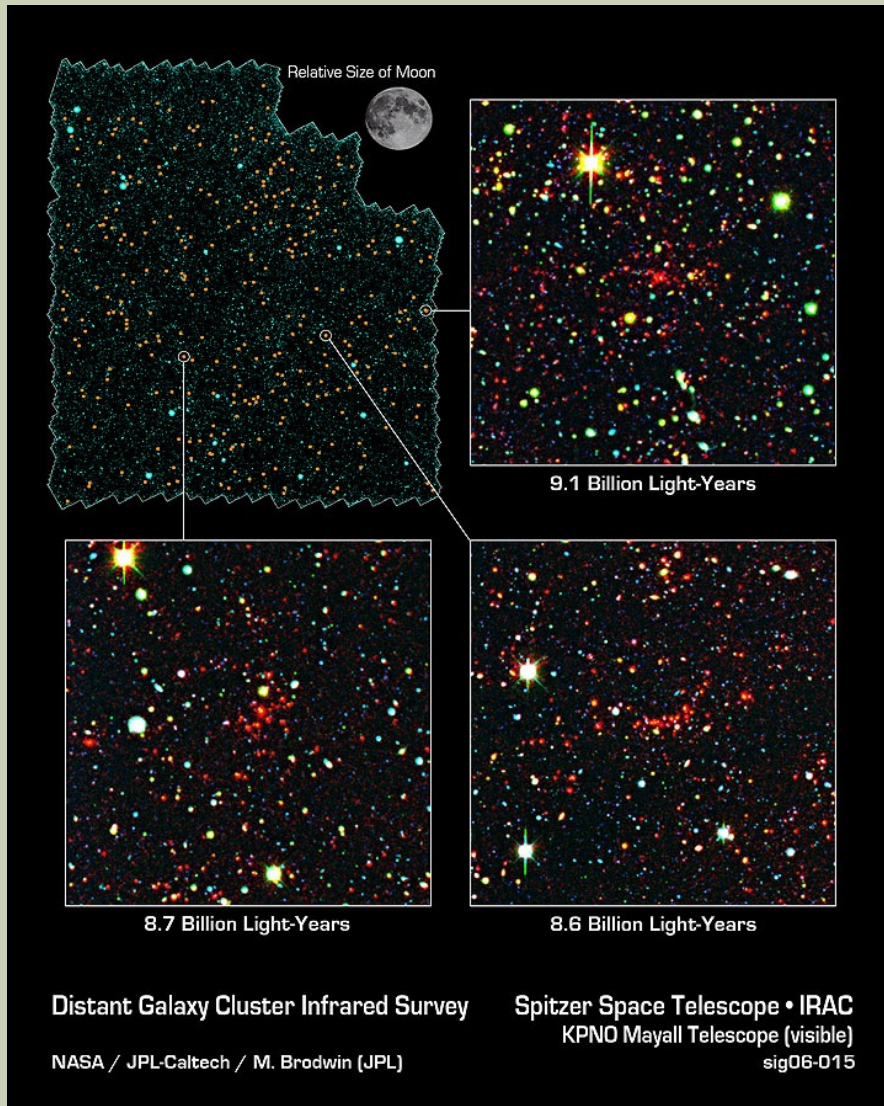 Relative Size of Moon
9.1 Billion Light-Years
8.7 Billion Light-Years
8.6 Billion Light-Years
Distant Galaxy Cluster Infrared Survey
Spitzer Space Telescope • IRAC
KPNO Mayall Telescope (visible)
NASA / JPL-Caltech / M. Brodwin (JPL)
sig06-015